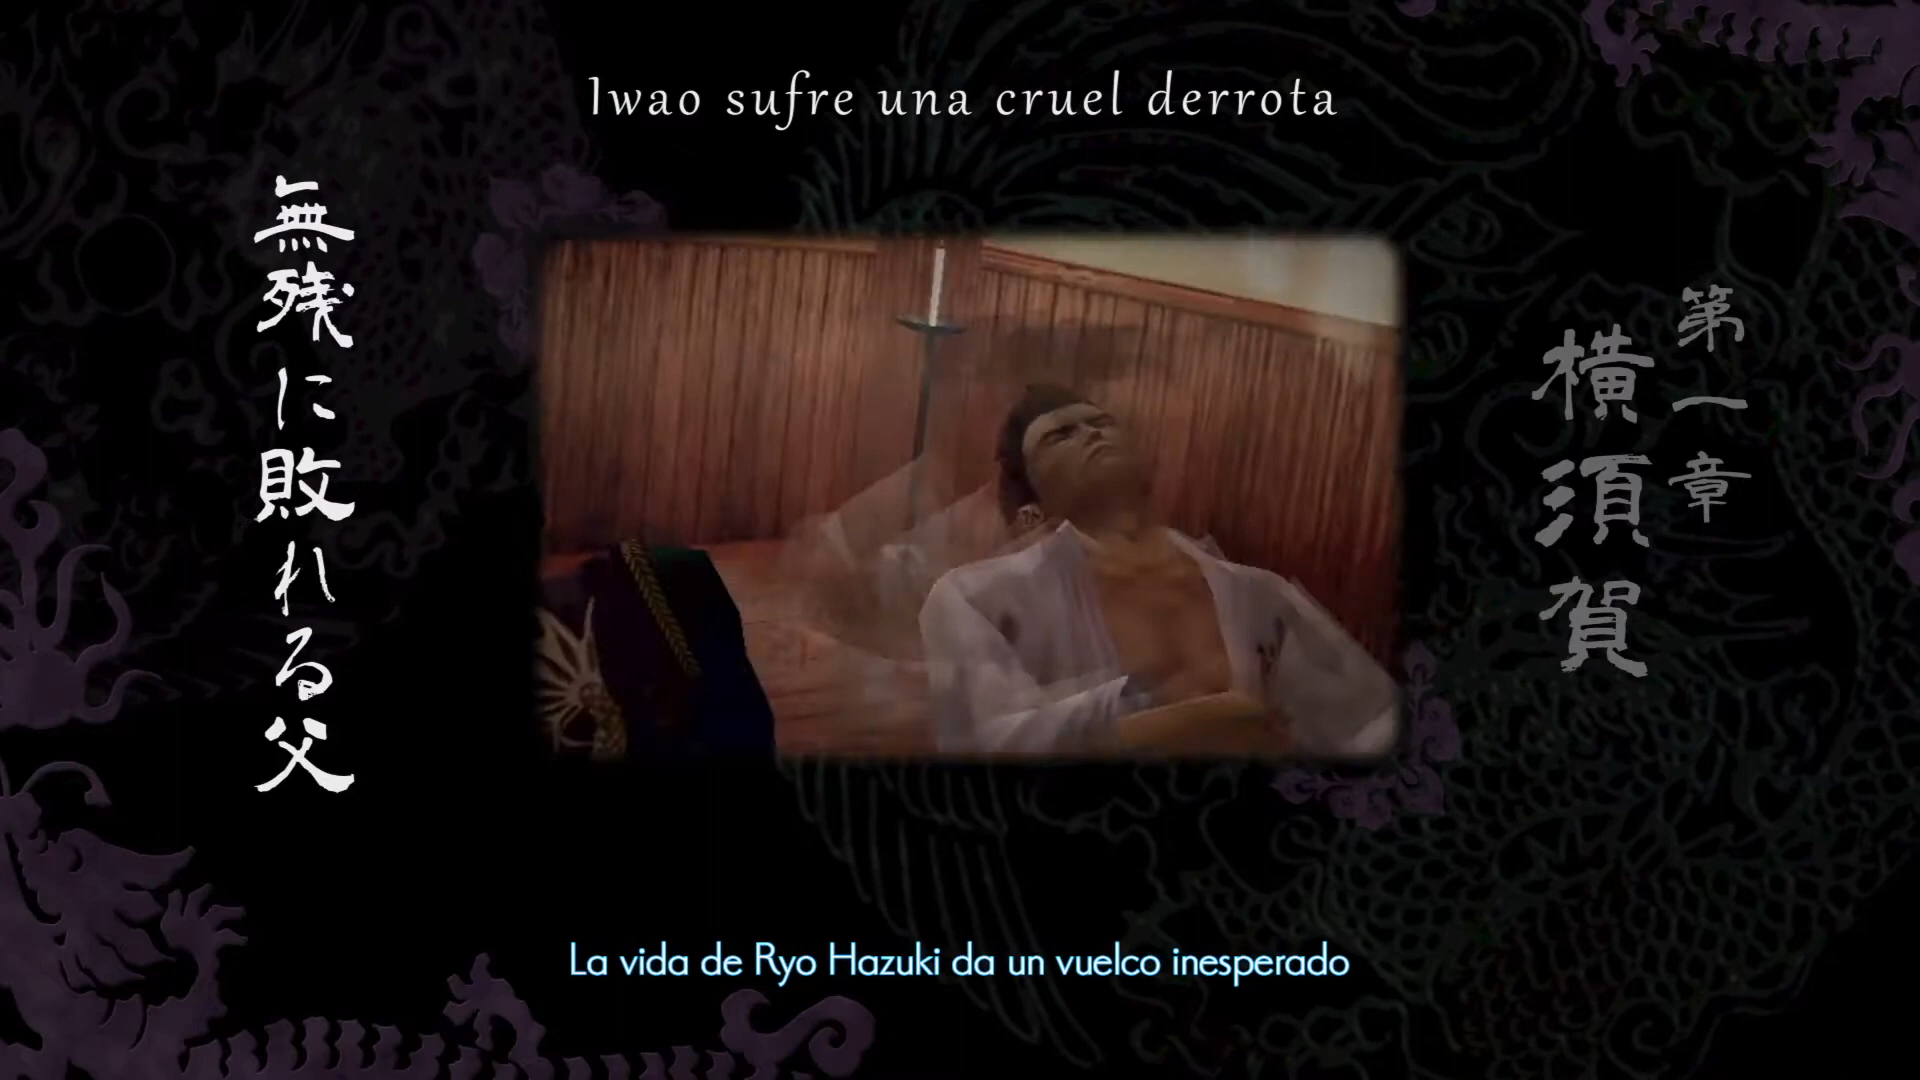 Iwao sufre una cruel derrota
第一章
横須賀
無残に敗れる父
La vida de Ryo Hazuki da un vuelco inesperado